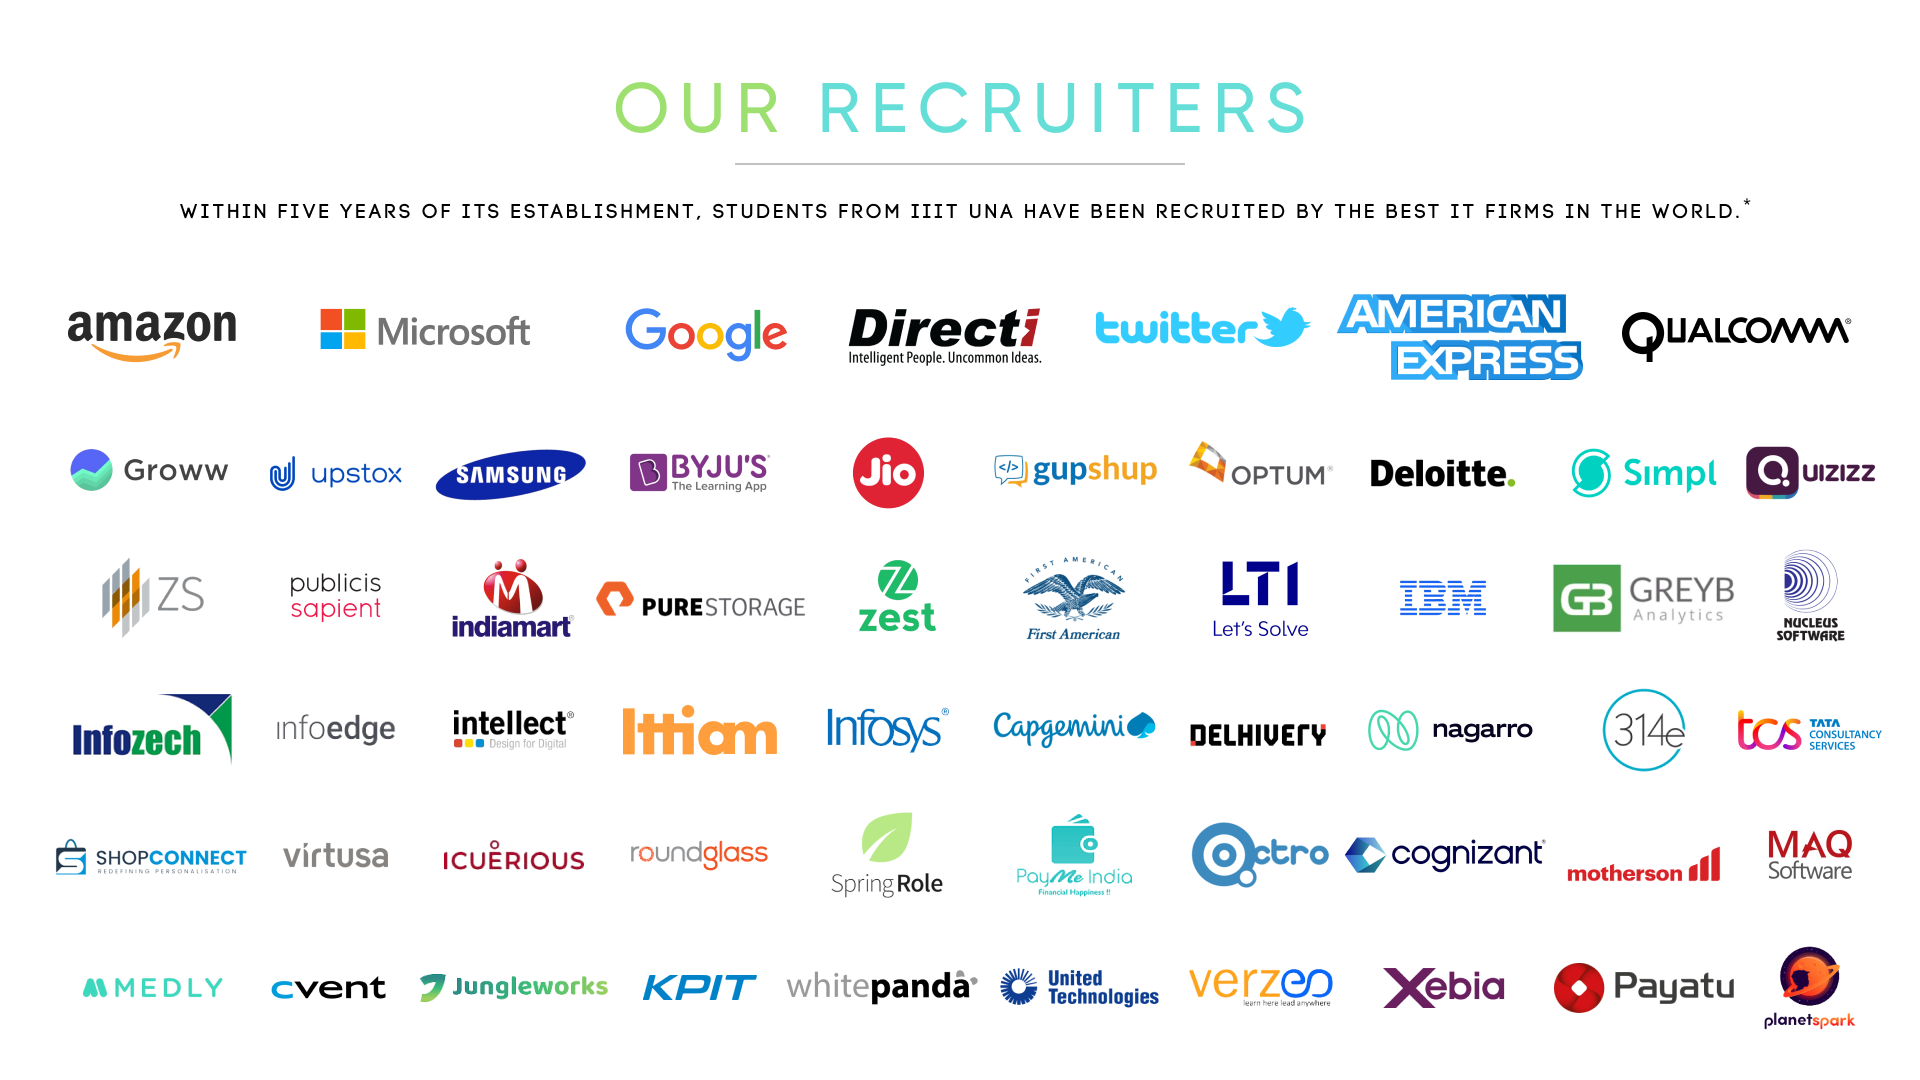 OUR RECRUITERS
WITHIN FIVE YEARS OF ITS ESTABLISHMENT, STUDENTS FROM IIIT UNA HAVE BEEN RECRUITED BY THE BEST IT FIRMS IN THE WORLD.*
amazon
Microsoft
Google
Directi
Intelligent People. Uncommon Ideas.
twitter
AMERICAN
EXPRESS
QUALCOMM®
Groww
upstox
SAMSUNG
BYJU'S
The Learning App
Jio
</> gupshup
OPTUM®
Deloitte.
Simpl
QUIZIZZ
ZS
publicis
sapient
M
indiamart
PURESTORAGE
zest
FIRST AMERICAN
First American
LTI
Let's Solve
IBM
GB GREYB
Analytics
NUCLEUS
SOFTWARE
Infozech
infoedge
intellect®
Design for Digital
Ittiam
Infosys®
Capgemini
DELHIVERY
nagarro
314e
tcs TATA
CONSULTANCY
SERVICES
S SHOPCONNECT
REDEFINING PERSONALISATION
virtusa
ICUERIOUS
roundglass
SpringRole
PayMe India
Financial Happiness !!
Octro
cognizant®
motherson
MAQ
Software
MEDLY
cvent
Jungleworks
KPIT
whitepanda
United
Technologies
verzeo
learn here lead anywhere
Xebia
Payatu
planetspark